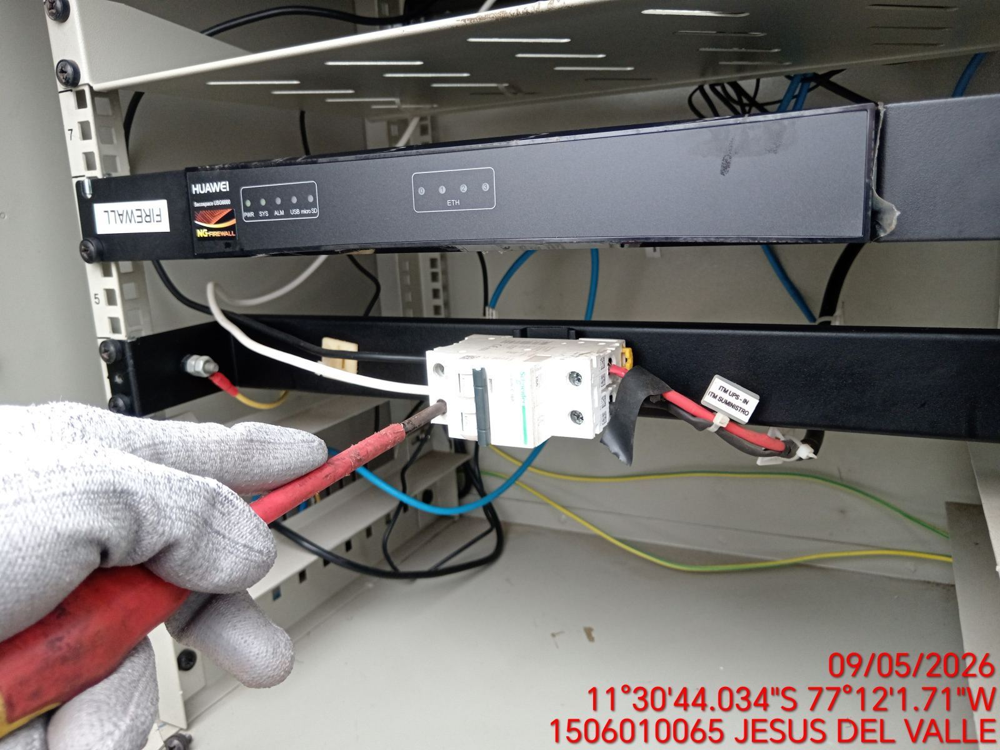 7
HUAWEI
Secospace USG6000
NG-FIREWALL
PWR SYS ALM USB micro SD
0 1 2 3
ETH
FIREWALL
5
Schneider
ITM UPS - IN
ITM SUMINISTRO
09/05/2026
11°30'44.034"S 77°12'1.71"W
1506010065 JESUS DEL VALLE